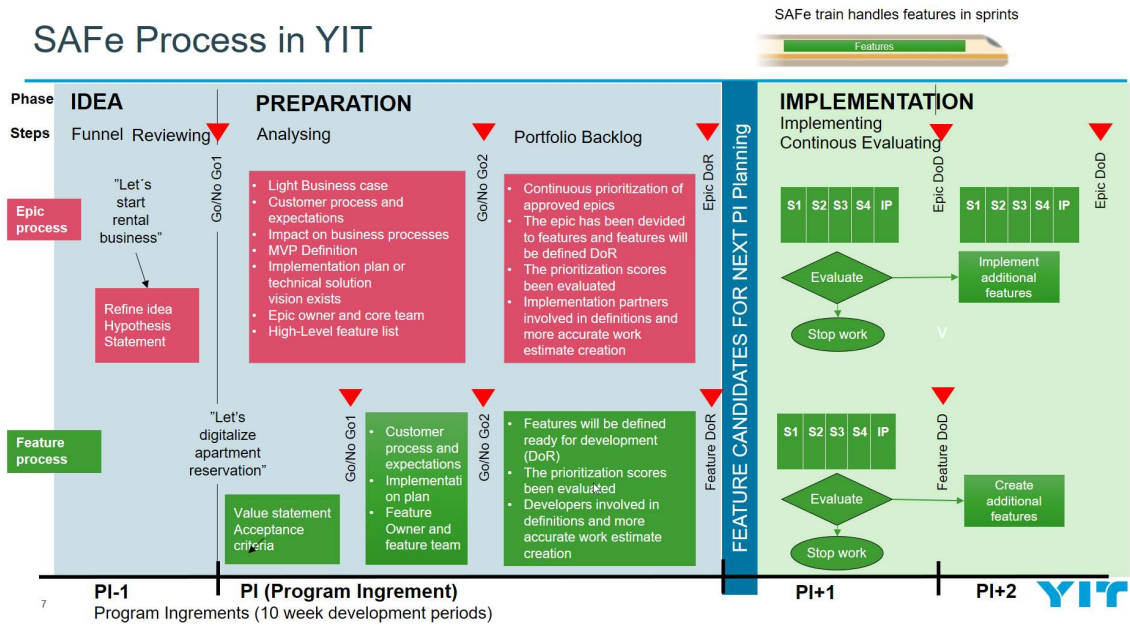 SAFe Process in YIT
SAFe train handles features in sprints
Features
Phase
IDEA
PREPARATION
IMPLEMENTATION
Steps
Funnel
Reviewing
Analysing
Portfolio Backlog
Implementing
Continous Evaluating
Go/No Go1
Go/No Go2
Epic DoR
FEATURE CANDIDATES FOR NEXT PI Planning
Epic DoD
Epic DoD
Epic
process
"Let´s
start
rental
business"
Refine idea
Hypothesis
Statement
• Light Business case
• Customer process and
expectations
• Impact on business processes
• MVP Definition
• Implementation plan or
technical solution
vision exists
• Epic owner and core team
• High-Level feature list
• Continuous prioritization of
approved epics
• The epic has been devided
to features and features will
be defined DoR
• The prioritization scores
been evaluated
• Implementation partners
involved in definitions and
more accurate work
estimate creation
S1 S2 S3 S4 IP
S1 S2 S3 S4 IP
Evaluate
Implement
additional
features
Stop work
V
Feature
process
"Let's
digitalize
apartment
reservation"
Value statement
Acceptance
criteria
Go/No Go1
• Customer
process and
expectations
• Implementati
on plan
• Feature
Owner and
feature team
Go/No Go2
• Features will be defined
ready for development
(DoR)
• The prioritization scores
been evaluated
• Developers involved in
definitions and more
accurate work estimate
creation
Feature DoR
S1 S2 S3 S4 IP
Feature DoD
Evaluate
Create
additional
features
Stop work
PI-1
PI (Program Increment)
PI+1
PI+2
YIT
7
Program Ingrements (10 week development periods)